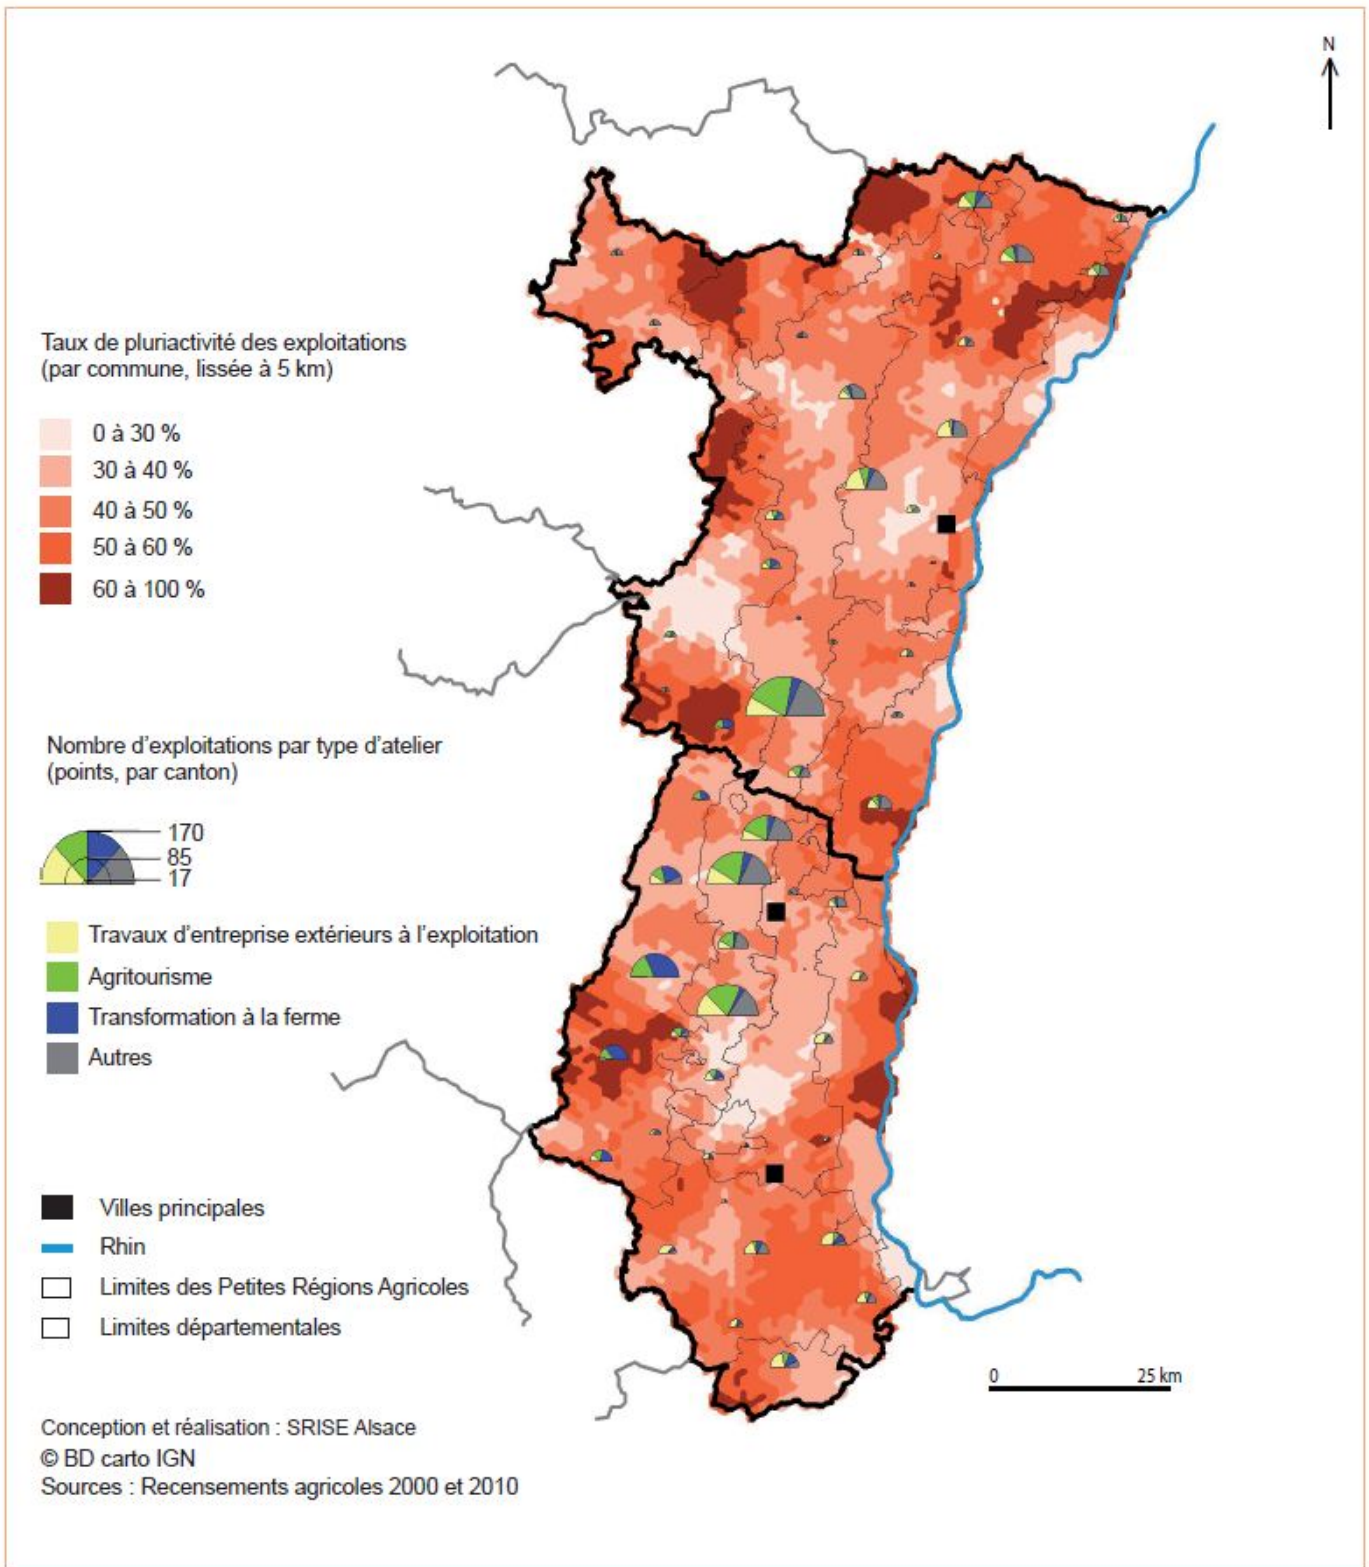 N
Taux de pluriactivité des exploitations
(par commune, lissée à 5 km)
0 à 30 %
30 à 40 %
40 à 50 %
50 à 60 %
60 à 100 %
Nombre d'exploitations par type d'atelier
(points, par canton)
170
85
17
Travaux d'entreprise extérieurs à l'exploitation
Agritourisme
Transformation à la ferme
Autres
Villes principales
Rhin
Limites des Petites Régions Agricoles
Limites départementales
0 25 km
Conception et réalisation : SRISE Alsace
© BD carto IGN
Sources : Recensements agricoles 2000 et 2010